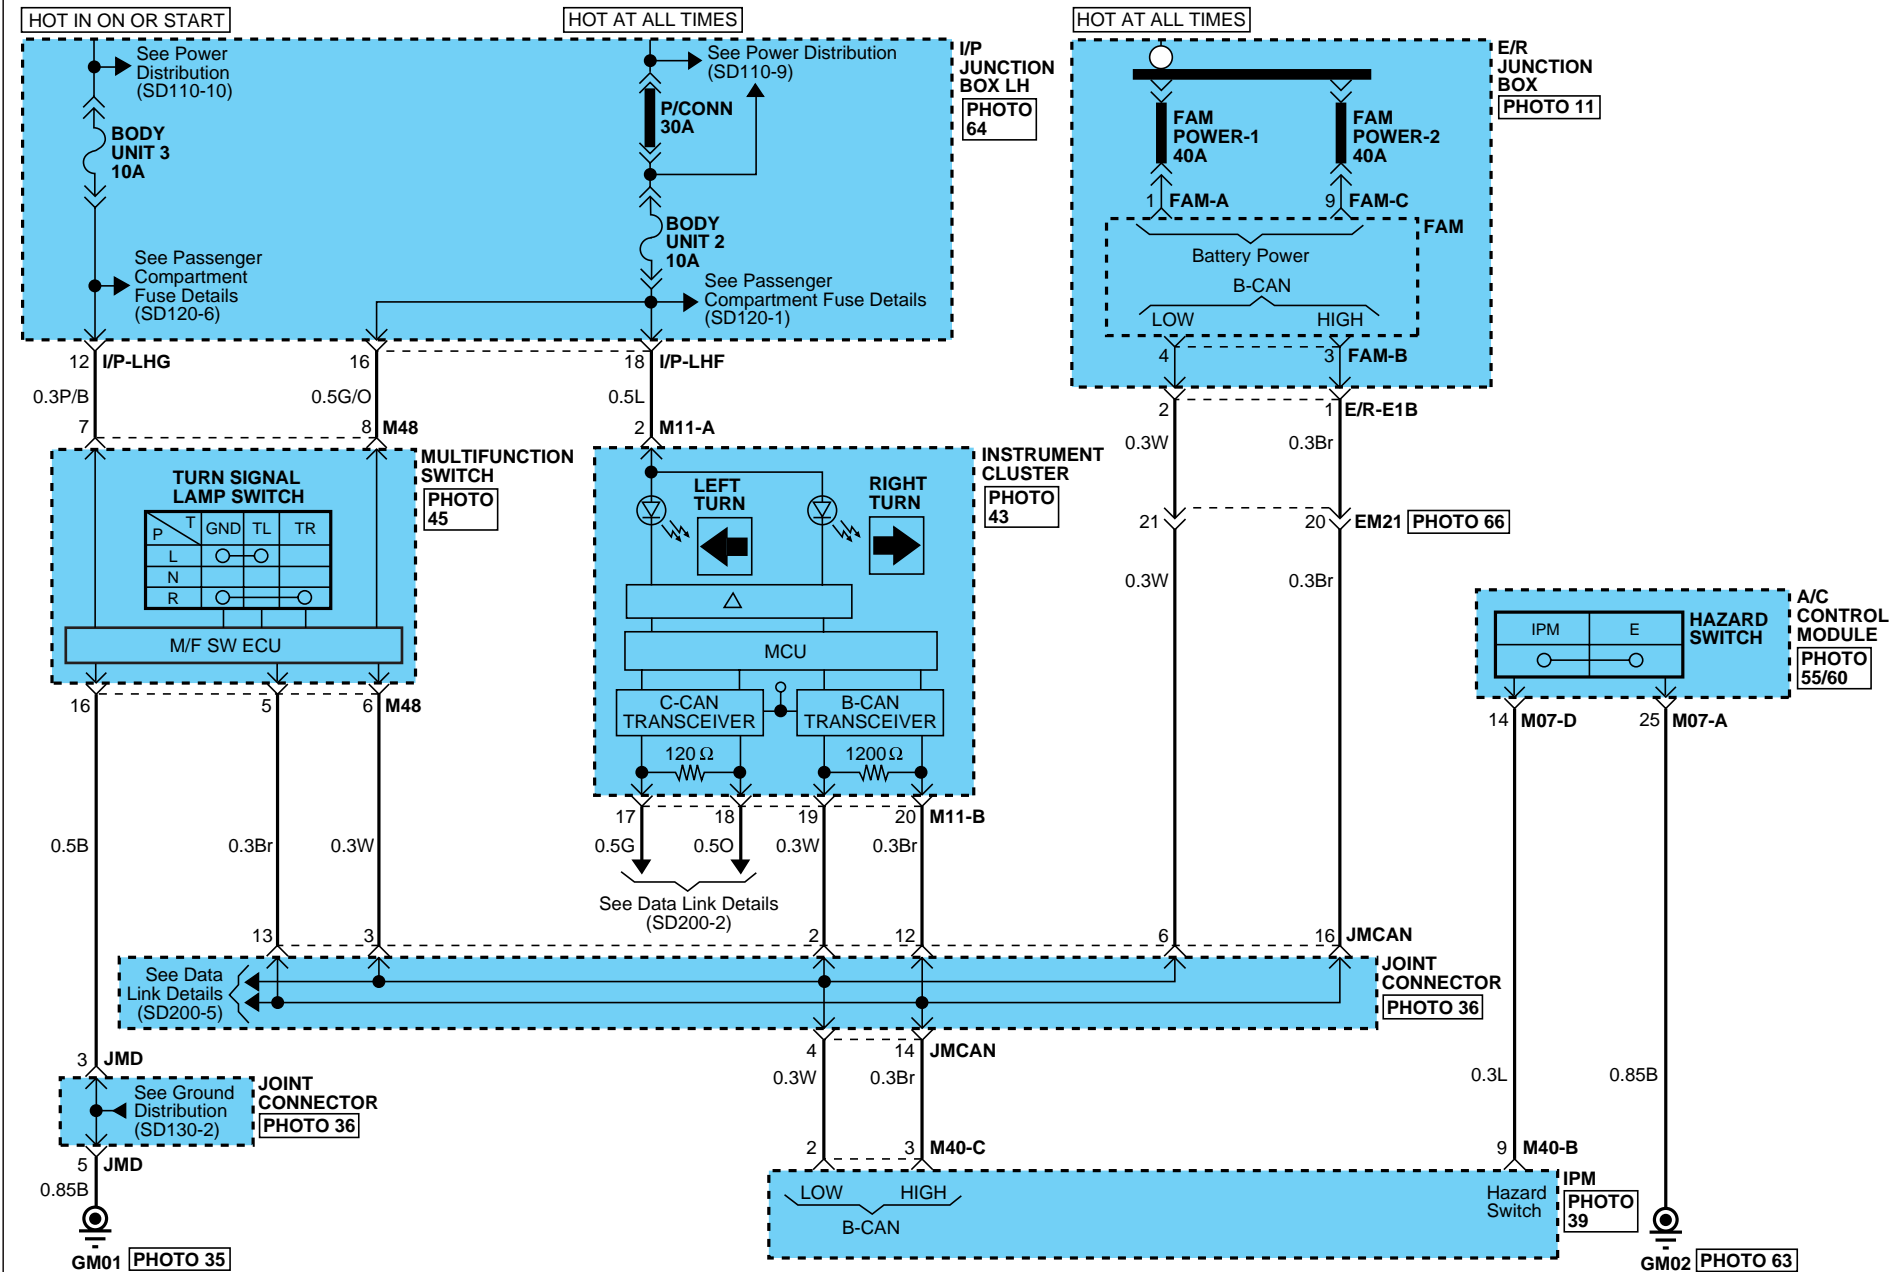 HOT IN ON OR START
HOT AT ALL TIMES
HOT AT ALL TIMES
See Power
Distribution
(SD110-10)
BODY
UNIT 3
10A
See Passenger
Compartment
Fuse Details
(SD120-6)
See Power Distribution
(SD110-9)
P/CONN
30A
BODY
UNIT 2
10A
See Passenger
Compartment Fuse Details
(SD120-1)
I/P
JUNCTION
BOX LH
PHOTO
64
FAM
POWER-1
40A
FAM
POWER-2
40A
1 FAM-A
9 FAM-C
FAM
Battery Power
B-CAN
LOW HIGH
4 3 FAM-B
E/R
JUNCTION
BOX
PHOTO 11
12 I/P-LHG
16
18 I/P-LHF
2 1 E/R-E1B
0.3P/B
0.5G/O
0.5L
0.3W
0.3Br
7 8 M48
2 M11-A
MULTIFUNCTION
SWITCH
PHOTO
45
TURN SIGNAL
LAMP SWITCH
T
P
GND TL TR
L
N
R
M/F SW ECU
INSTRUMENT
CLUSTER
PHOTO
43
LEFT
TURN
RIGHT
TURN
MCU
C-CAN
TRANSCEIVER
B-CAN
TRANSCEIVER
120 Ω
1200 Ω
21 20 EM21 PHOTO 66
0.3W
0.3Br
A/C
CONTROL
MODULE
PHOTO
55/60
HAZARD
SWITCH
IPM E
16 5 6 M48
14 M07-D
25 M07-A
17 18 19 20 M11-B
0.5B
0.3Br
0.3W
0.5G
0.5O
0.3W
0.3Br
See Data Link Details
(SD200-2)
13 3 2 12 6 16 JMCAN
See Data
Link Details
(SD200-5)
JOINT
CONNECTOR
PHOTO 36
4 14 JMCAN
3 JMD
0.3W
0.3Br
0.3L
0.85B
See Ground
Distribution
(SD130-2)
JOINT
CONNECTOR
PHOTO 36
5 JMD
2 3 M40-C
9 M40-B
0.85B
LOW HIGH
B-CAN
Hazard
Switch
IPM
PHOTO
39
GM01 PHOTO 35
GM02 PHOTO 63